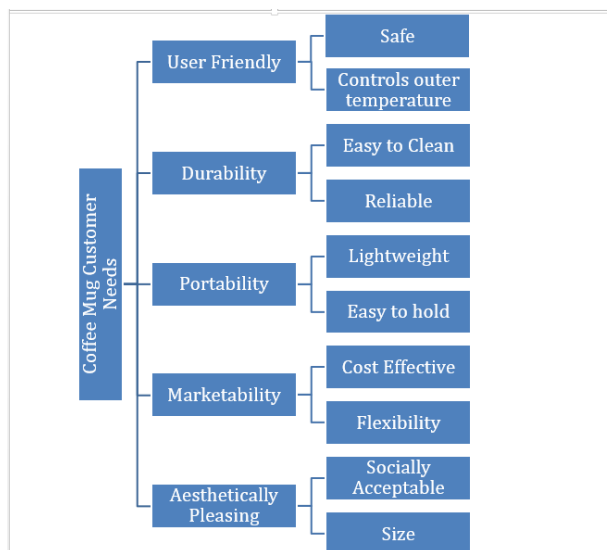 Coffee Mug Customer
Needs
User Friendly
Safe
Controls outer
temperature
Durability
Easy to Clean
Reliable
Portability
Lightweight
Easy to hold
Marketability
Cost Effective
Flexibility
Aesthetically
Pleasing
Socially
Acceptable
Size